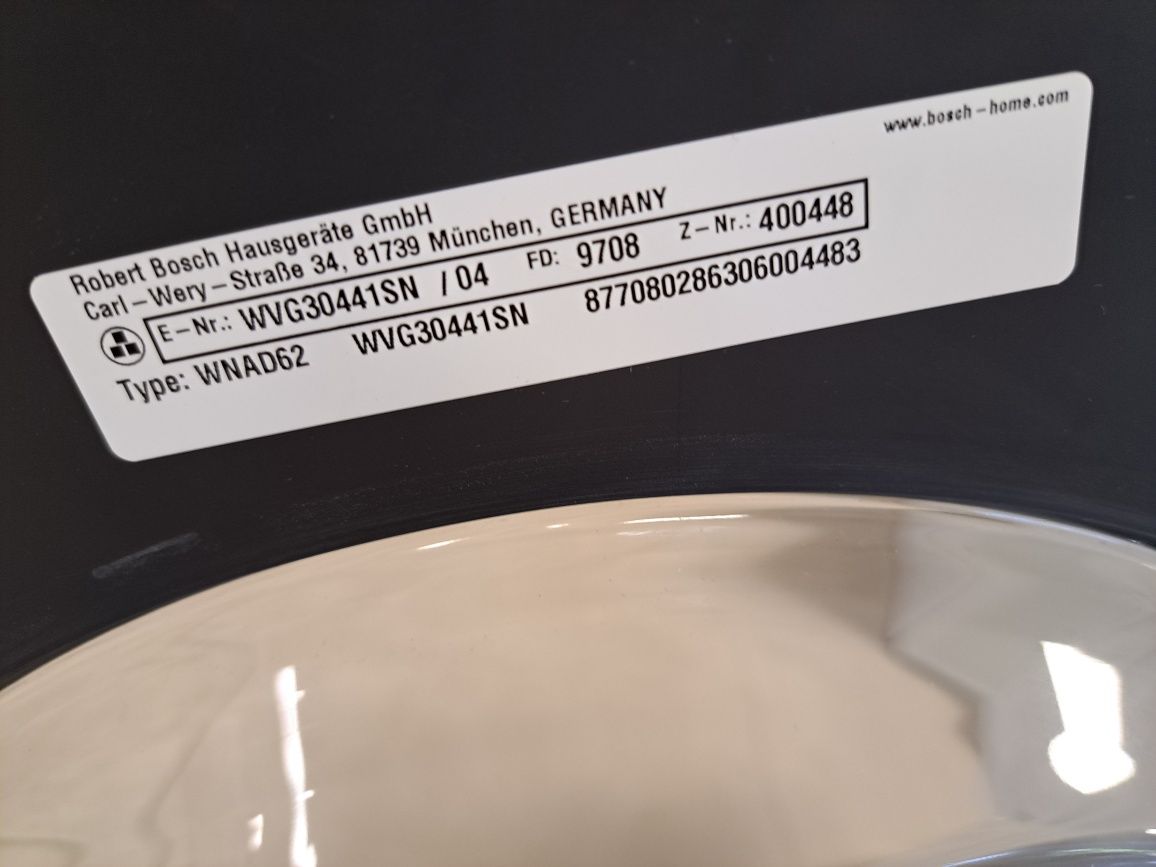 www.bosch-home.com
Robert Bosch Hausgeräte GmbH
Carl-Wery-Straße 34, 81739 München, GERMANY
E-Nr.: WVG30441SN /04 FD: 9708 Z-Nr.: 400448
Type: WNAD62 WVG30441SN 877080286306004483